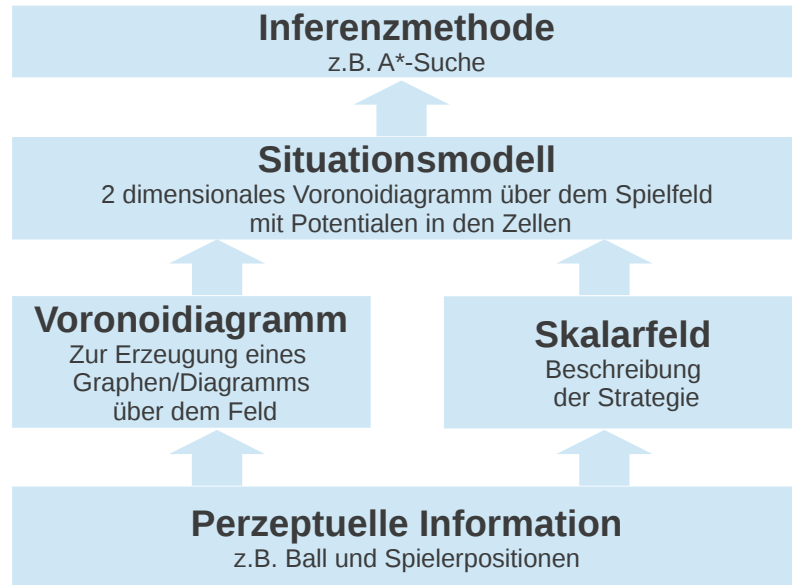 Inferenzmethode
z.B. A*-Suche
Situationsmodell
2 dimensionales Voronoidiagramm über dem Spielfeld
mit Potentialen in den Zellen
Voronoidiagramm
Zur Erzeugung eines
Graphen/Diagramms
über dem Feld
Skalarfeld
Beschreibung
der Strategie
Perzeptuelle Information
z.B. Ball und Spielerpositionen